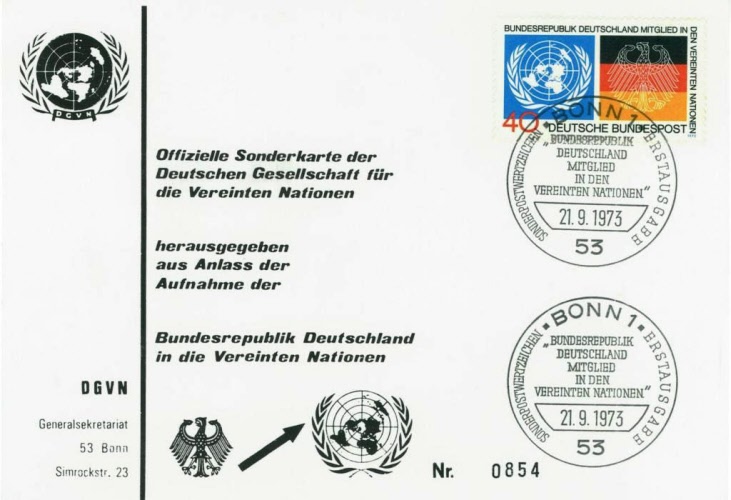 DGVN
BUNDESREPUBLIK DEUTSCHLAND MITGLIED IN
DEN VEREINTEN NATIONEN
40
DEUTSCHE BUNDESPOST
1973
Offizielle Sonderkarte der
Deutschen Gesellschaft für
die Vereinten Nationen
herausgegeben
aus Anlass der
Aufnahme der
Bundesrepublik Deutschland
in die Vereinten Nationen
BONN 1
ERSTAUSGABE
SONDERPOSTWERTZEICHEN
„BUNDESREPUBLIK
DEUTSCHLAND
MITGLIED
IN DEN
VEREINTEN NATIONEN"
21.9.1973
53
BONN 1
ERSTAUSGABE
SONDERPOSTWERTZEICHEN
„BUNDESREPUBLIK
DEUTSCHLAND
MITGLIED
IN DEN
VEREINTEN NATIONEN"
21.9.1973
53
DGVN
Generalsekretariat
53 Bonn
Simrockstr. 23
Nr. 0854